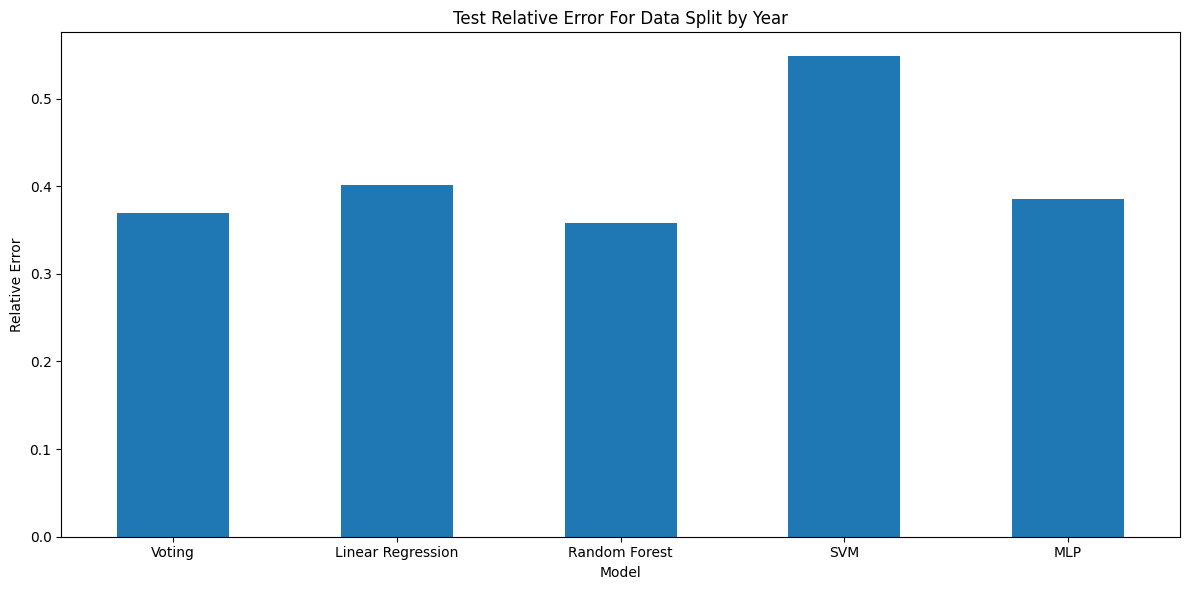 Test Relative Error For Data Split by Year
Relative Error
0.5
0.4
0.3
0.2
0.1
0.0
Voting Linear Regression Random Forest SVM MLP
Model